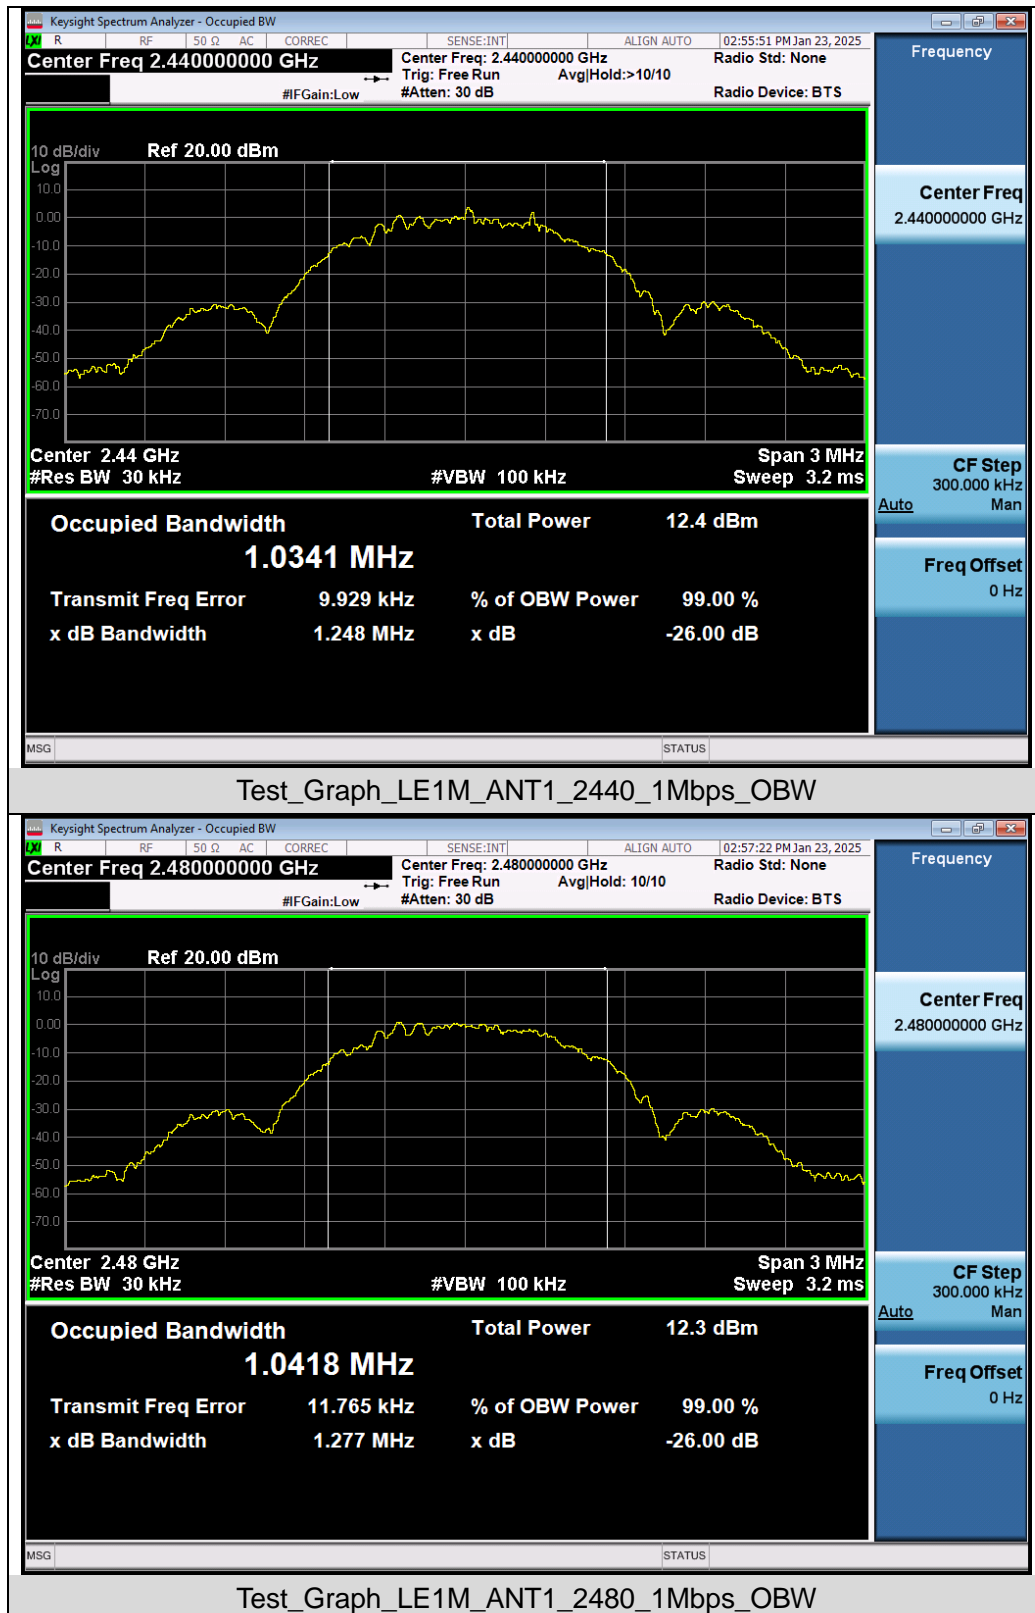 Keysight Spectrum Analyzer - Occupied BW
LXI R RF 50 Ω AC CORREC SENSE:INT ALIGN AUTO 02:55:51 PM Jan 23, 2025
Center Freq 2.440000000 GHz
Center Freq: 2.440000000 GHz Radio Std: None
Trig: Free Run Avg|Hold:>10/10
#IFGain:Low #Atten: 30 dB Radio Device: BTS
Frequency
10 dB/div Ref 20.00 dBm
Log
10.0
0.00
-10.0
-20.0
-30.0
-40.0
-50.0
-60.0
-70.0
Center 2.44 GHz Span 3 MHz
#Res BW 30 kHz #VBW 100 kHz Sweep 3.2 ms
Center Freq
2.440000000 GHz
CF Step
300.000 kHz
Auto Man
Freq Offset
0 Hz
Occupied Bandwidth Total Power 12.4 dBm
1.0341 MHz
Transmit Freq Error 9.929 kHz % of OBW Power 99.00 %
x dB Bandwidth 1.248 MHz x dB -26.00 dB
MSG STATUS
Test_Graph_LE1M_ANT1_2440_1Mbps_OBW
Keysight Spectrum Analyzer - Occupied BW
LXI R RF 50 Ω AC CORREC SENSE:INT ALIGN AUTO 02:57:22 PM Jan 23, 2025
Center Freq 2.480000000 GHz
Center Freq: 2.480000000 GHz Radio Std: None
Trig: Free Run Avg|Hold: 10/10
#IFGain:Low #Atten: 30 dB Radio Device: BTS
Frequency
10 dB/div Ref 20.00 dBm
Log
10.0
0.00
-10.0
-20.0
-30.0
-40.0
-50.0
-60.0
-70.0
Center 2.48 GHz Span 3 MHz
#Res BW 30 kHz #VBW 100 kHz Sweep 3.2 ms
Center Freq
2.480000000 GHz
CF Step
300.000 kHz
Auto Man
Freq Offset
0 Hz
Occupied Bandwidth Total Power 12.3 dBm
1.0418 MHz
Transmit Freq Error 11.765 kHz % of OBW Power 99.00 %
x dB Bandwidth 1.277 MHz x dB -26.00 dB
MSG STATUS
Test_Graph_LE1M_ANT1_2480_1Mbps_OBW